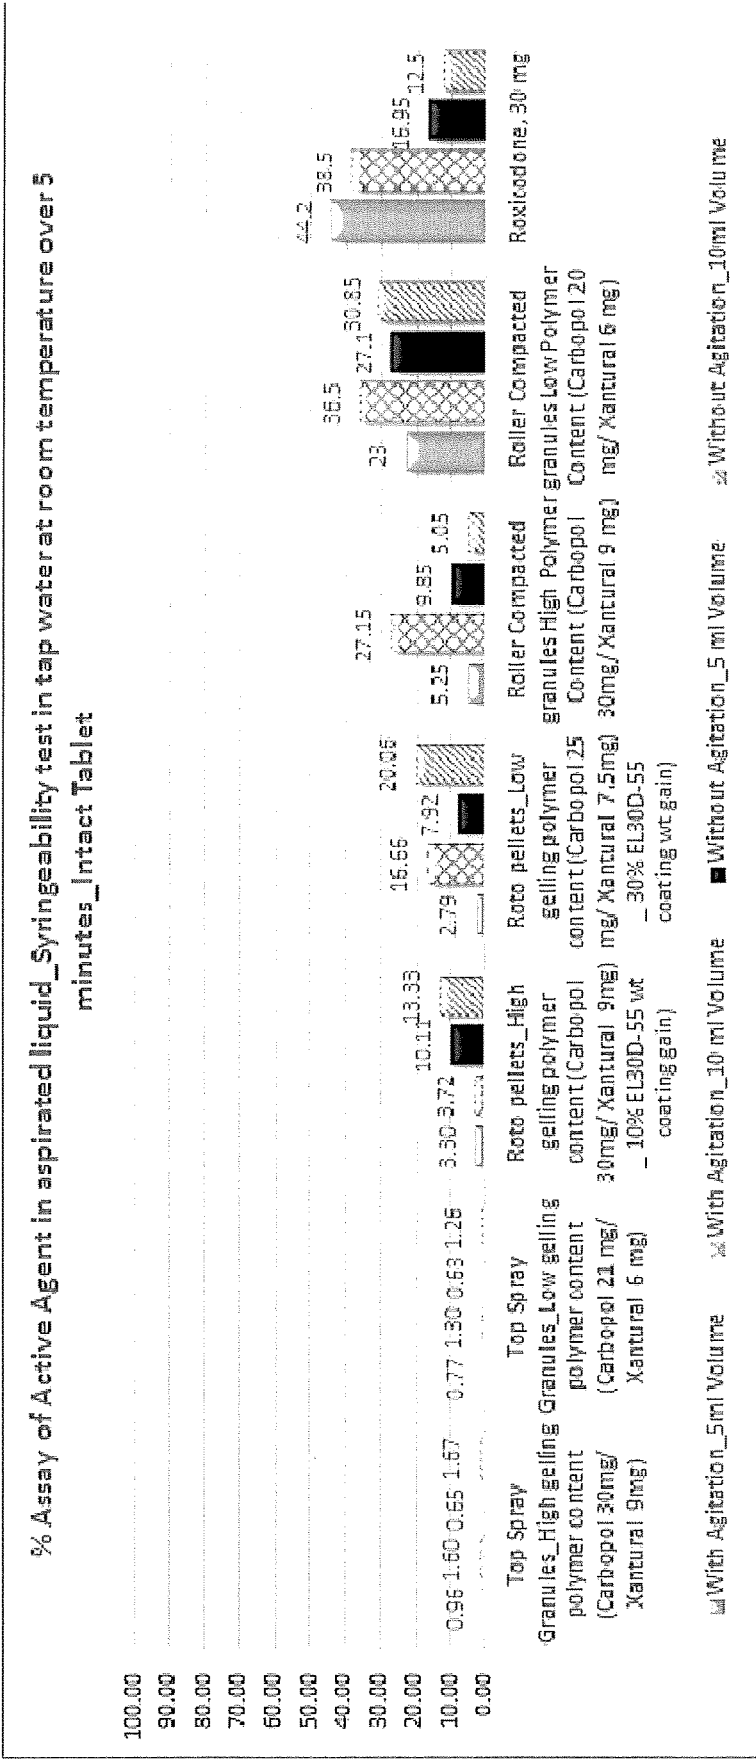 % Assay of Active Agent in aspirated liquid_Syringeability test in tap water at room temperature over 5
minutes_Intact Tablet
100.00
90.00
80.00
70.00
60.00
50.00
40.00
30.00
20.00
10.00
0.00
0.96 1.60 0.65 1.67
0.77 1.30 0.63 1.26
3.30 3.72 10.11 13.33
2.79 16.66 7.92 20.06
5.25 27.15 9.85 5.05
23 36.5 27.1 30.85
44.2 38.5 16.95 12.5
Top Spray
Granules_High gelling
polymer content
(Carbopol 30mg/
Xantural 9mg)
Top Spray
Granules_Low gelling
polymer content
(Carbopol 21 mg/
Xantural 6 mg)
Roto pellets_High
gelling polymer
content (Carbopol
30mg/ Xantural 9mg)
_10% EL30D-55 wt
coating gain)
Roto pellets_Low
gelling polymer
content (Carbopol 25
mg/ Xantural 7.5mg)
_30% EL30D-55
coating wt gain)
Roller Compacted
granules High Polymer
Content (Carbopol
30mg/ Xantural 9 mg)
Roller Compacted
granules Low Polymer
Content (Carbopol 20
mg/ Xantural 6 mg)
Roxicodone, 30 mg
With Agitation_5ml Volume
With Agitation_10 ml Volume
Without Agitation_5 ml Volume
Without Agitation_10ml Volume